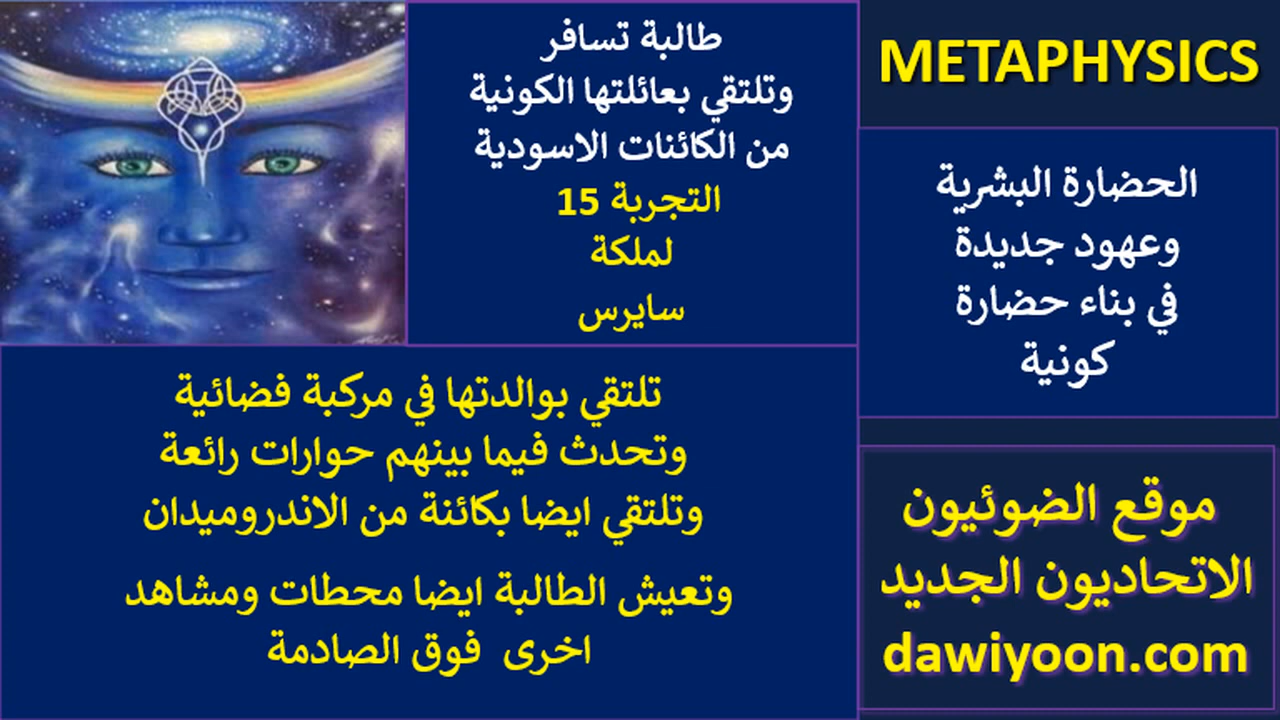 METAPHYSICS
الحضارة البشرية
وعهود جديدة
في بناء حضارة
كونية
موقع الضوئيون
الاتحاديون الجديد
dawiyoon.com
طالبة تسافر
وتلتقي بعائلتها الكونية
من الكائنات الاسودية
التجربة 15
لملكة
سايرس
تلتقي بوالدتها في مركبة فضائية
وتحدث فيما بينهم حوارات رائعة
وتلتقي ايضا بكائنة من الاندروميدان
وتعيش الطالبة ايضا محطات ومشاهد
اخرى فوق الصادمة